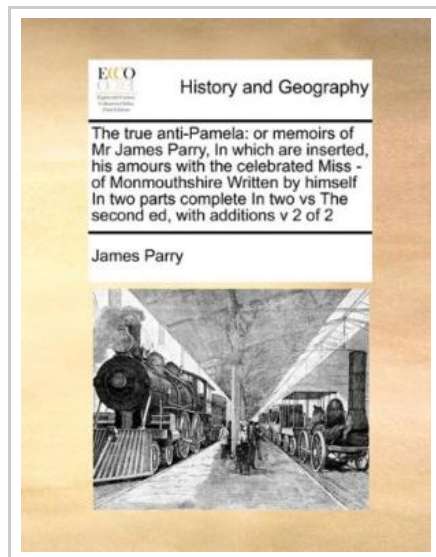 ECCO
History and Geography
The true anti-Pamela: or memoirs of
Mr James Parry, In which are inserted,
his amours with the celebrated Miss -
of Monmouthshire Written by himself
In two parts complete In two vs The
second ed, with additions v 2 of 2
James Parry